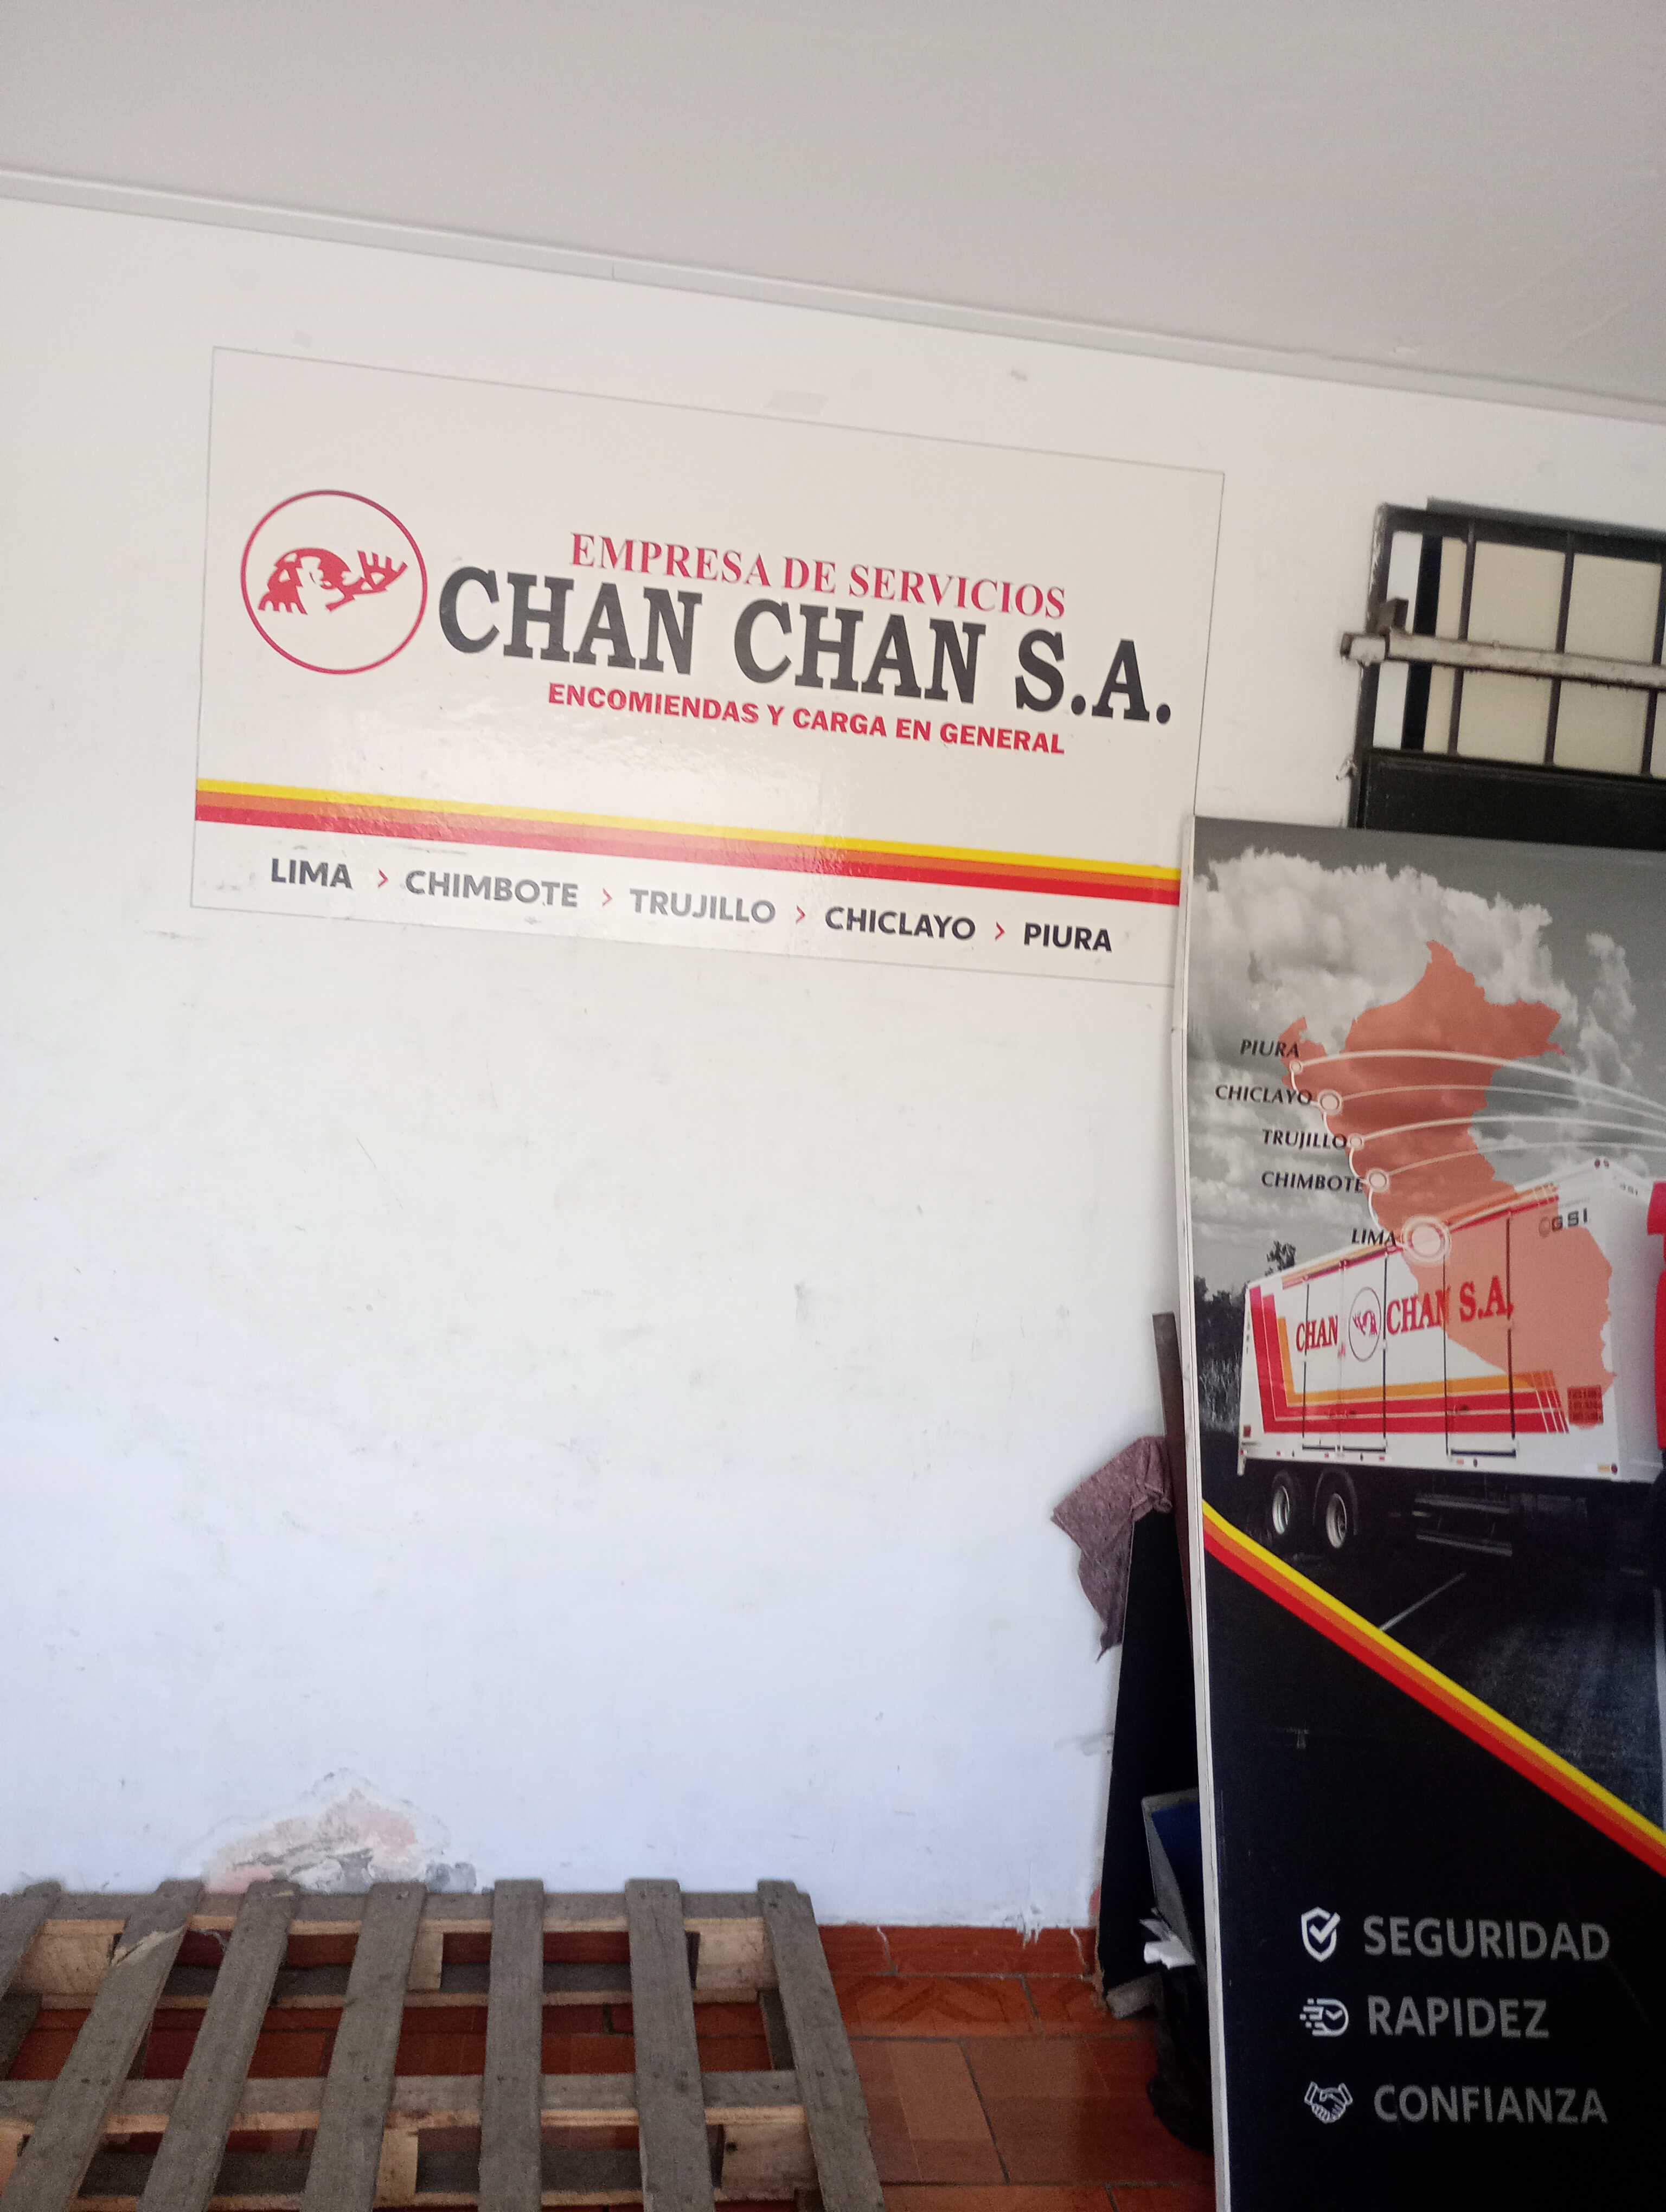 EMPRESA DE SERVICIOS
CHAN CHAN S.A.
ENCOMIENDAS Y CARGA EN GENERAL
LIMA > CHIMBOTE > TRUJILLO > CHICLAYO > PIURA
PIURA
CHICLAYO
TRUJILLO
CHIMBOTE
LIMA
GSI
CHAN CHAN S.A.
SEGURIDAD
RAPIDEZ
CONFIANZA